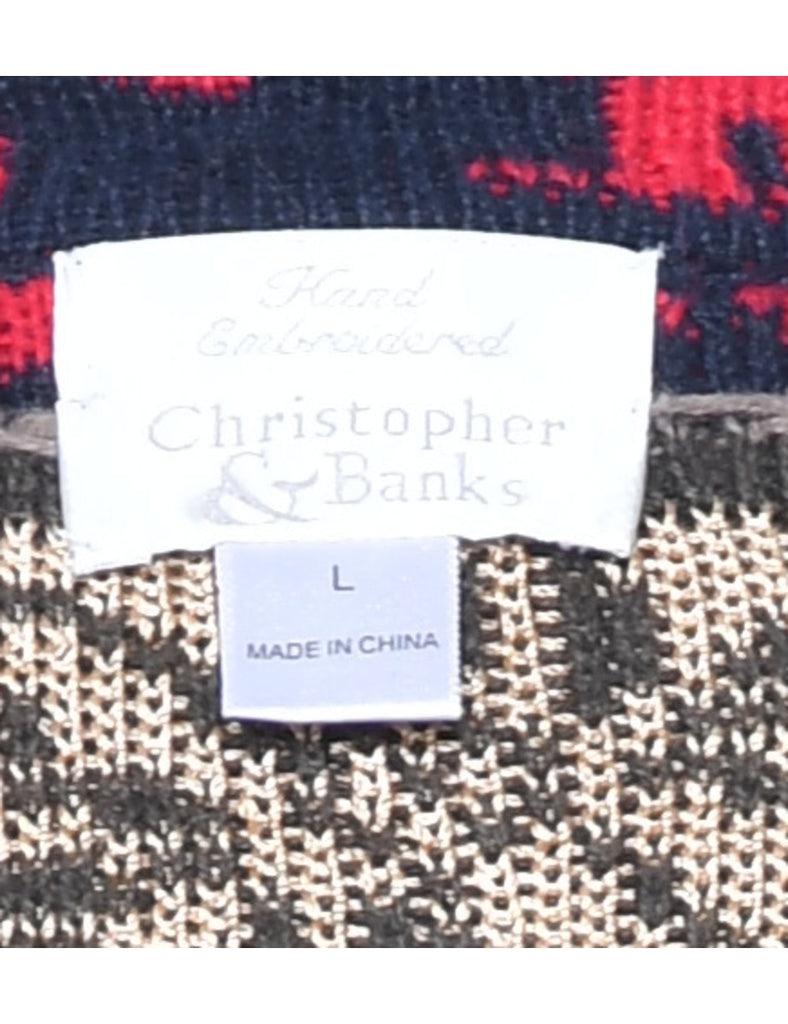 Hand
Embroidered
Christopher
& Banks
L
MADE IN CHINA